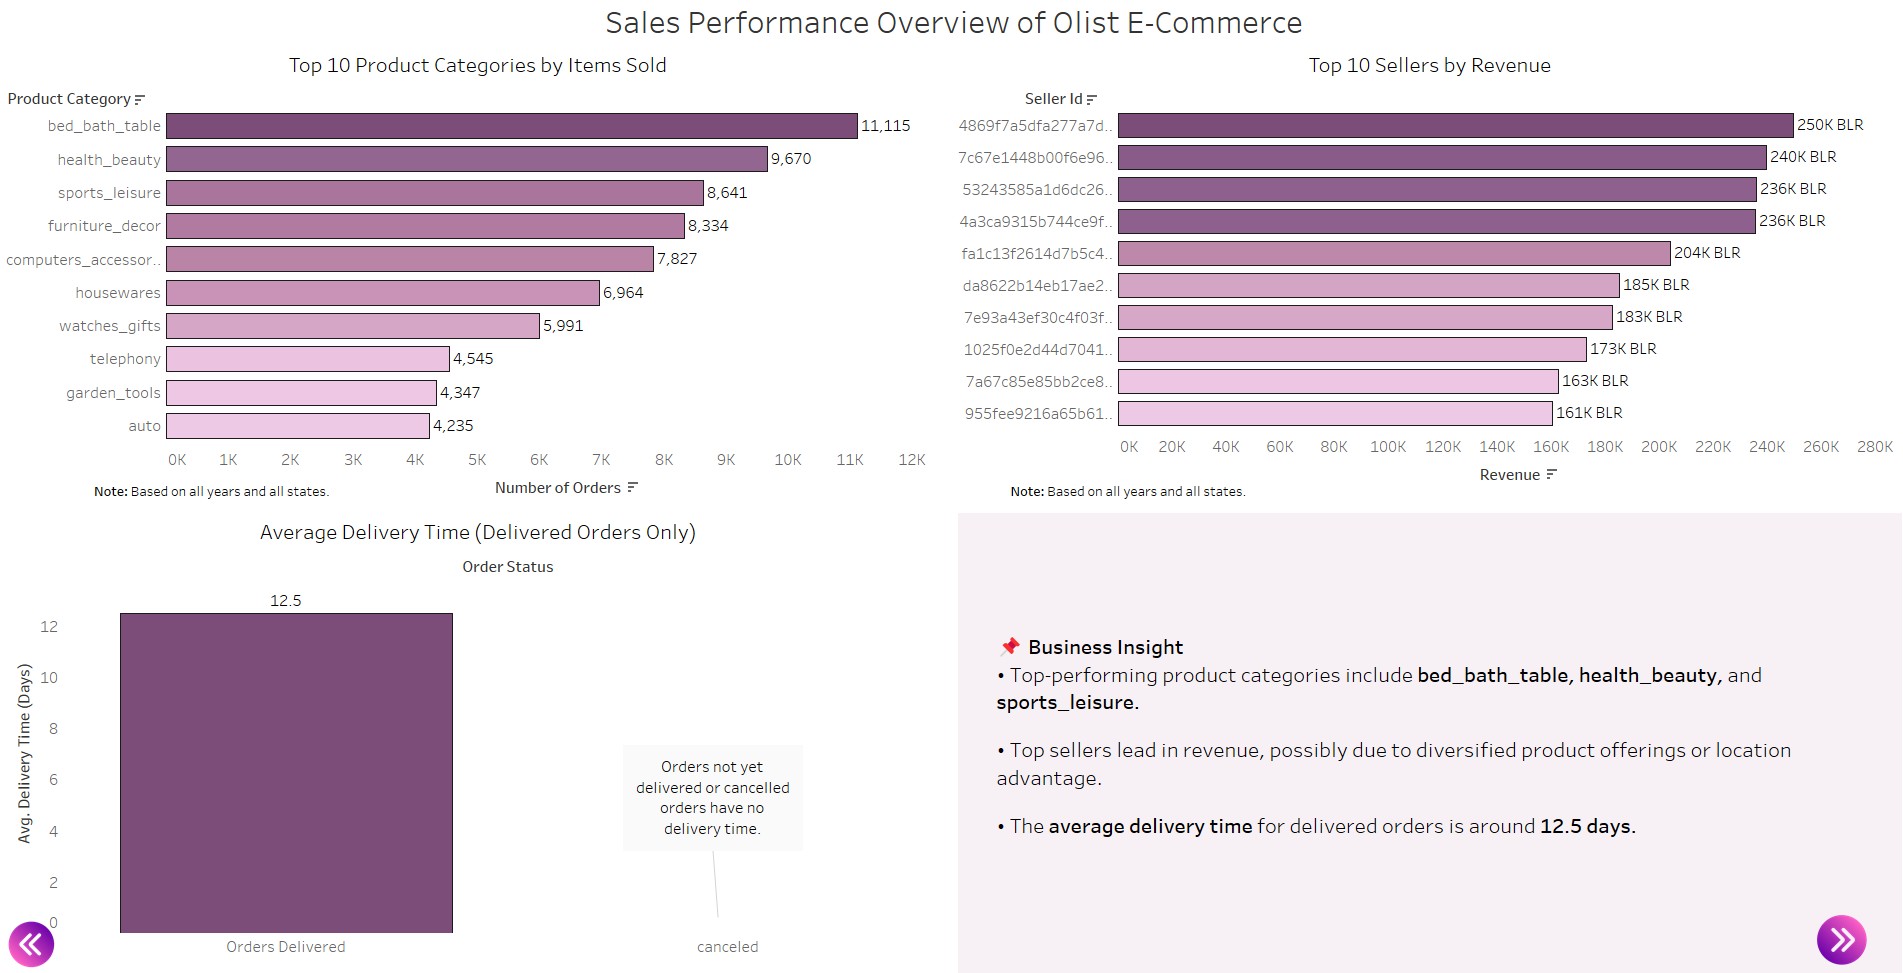 Sales Performance Overview of Olist E-Commerce
Top 10 Product Categories by Items Sold
Product Category
bed_bath_table 11,115
health_beauty 9,670
sports_leisure 8,641
furniture_decor 8,334
computers_accessor.. 7,827
housewares 6,964
watches_gifts 5,991
telephony 4,545
garden_tools 4,347
auto 4,235
0K 1K 2K 3K 4K 5K 6K 7K 8K 9K 10K 11K 12K
Number of Orders
Note: Based on all years and all states.
Top 10 Sellers by Revenue
Seller Id
4869f7a5dfa277a7d.. 250K BLR
7c67e1448b00f6e96.. 240K BLR
53243585a1d6dc26.. 236K BLR
4a3ca9315b744ce9f.. 236K BLR
fa1c13f2614d7b5c4.. 204K BLR
da8622b14eb17ae2.. 185K BLR
7e93a43ef30c4f03f.. 183K BLR
1025f0e2d44d7041.. 173K BLR
7a67c85e85bb2ce8.. 163K BLR
955fee9216a65b61.. 161K BLR
0K 20K 40K 60K 80K 100K 120K 140K 160K 180K 200K 220K 240K 260K 280K
Revenue
Note: Based on all years and all states.
Average Delivery Time (Delivered Orders Only)
Order Status
12.5
Avg. Delivery Time (Days)
12
10
8
6
4
2
0
Orders not yet
delivered or cancelled
orders have no
delivery time.
Orders Delivered
canceled
📌 Business Insight
• Top-performing product categories include bed_bath_table, health_beauty, and
sports_leisure.
• Top sellers lead in revenue, possibly due to diversified product offerings or location
advantage.
• The average delivery time for delivered orders is around 12.5 days.